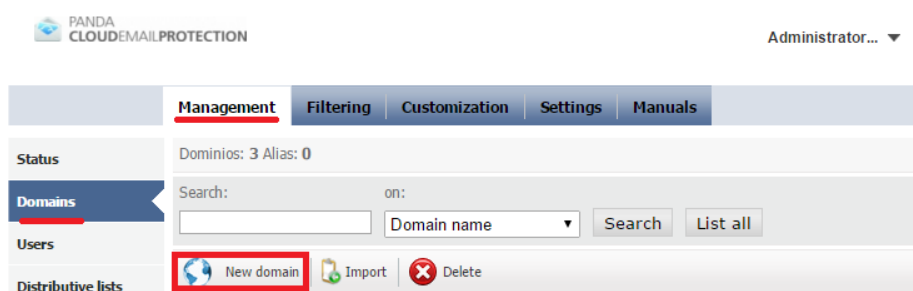 PANDA
CLOUDEMAILPROTECTION
Administrator...
Management Filtering Customization Settings Manuals
Status
Dominios: 3 Alias: 0
Domains
Search: on:
Domain name Search List all
Users
New domain Import Delete
Distributive lists